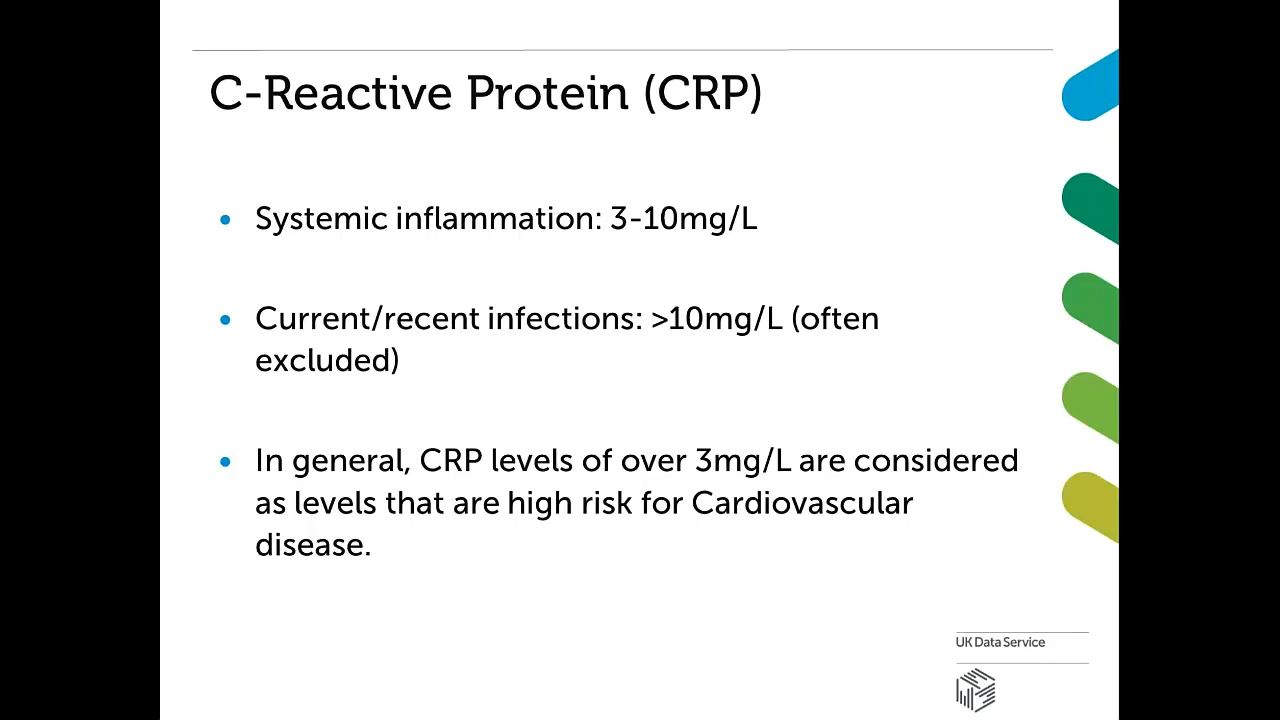 C-Reactive Protein (CRP)
• Systemic inflammation: 3-10mg/L
• Current/recent infections: >10mg/L (often
excluded)
• In general, CRP levels of over 3mg/L are considered
as levels that are high risk for Cardiovascular
disease.
UK Data Service